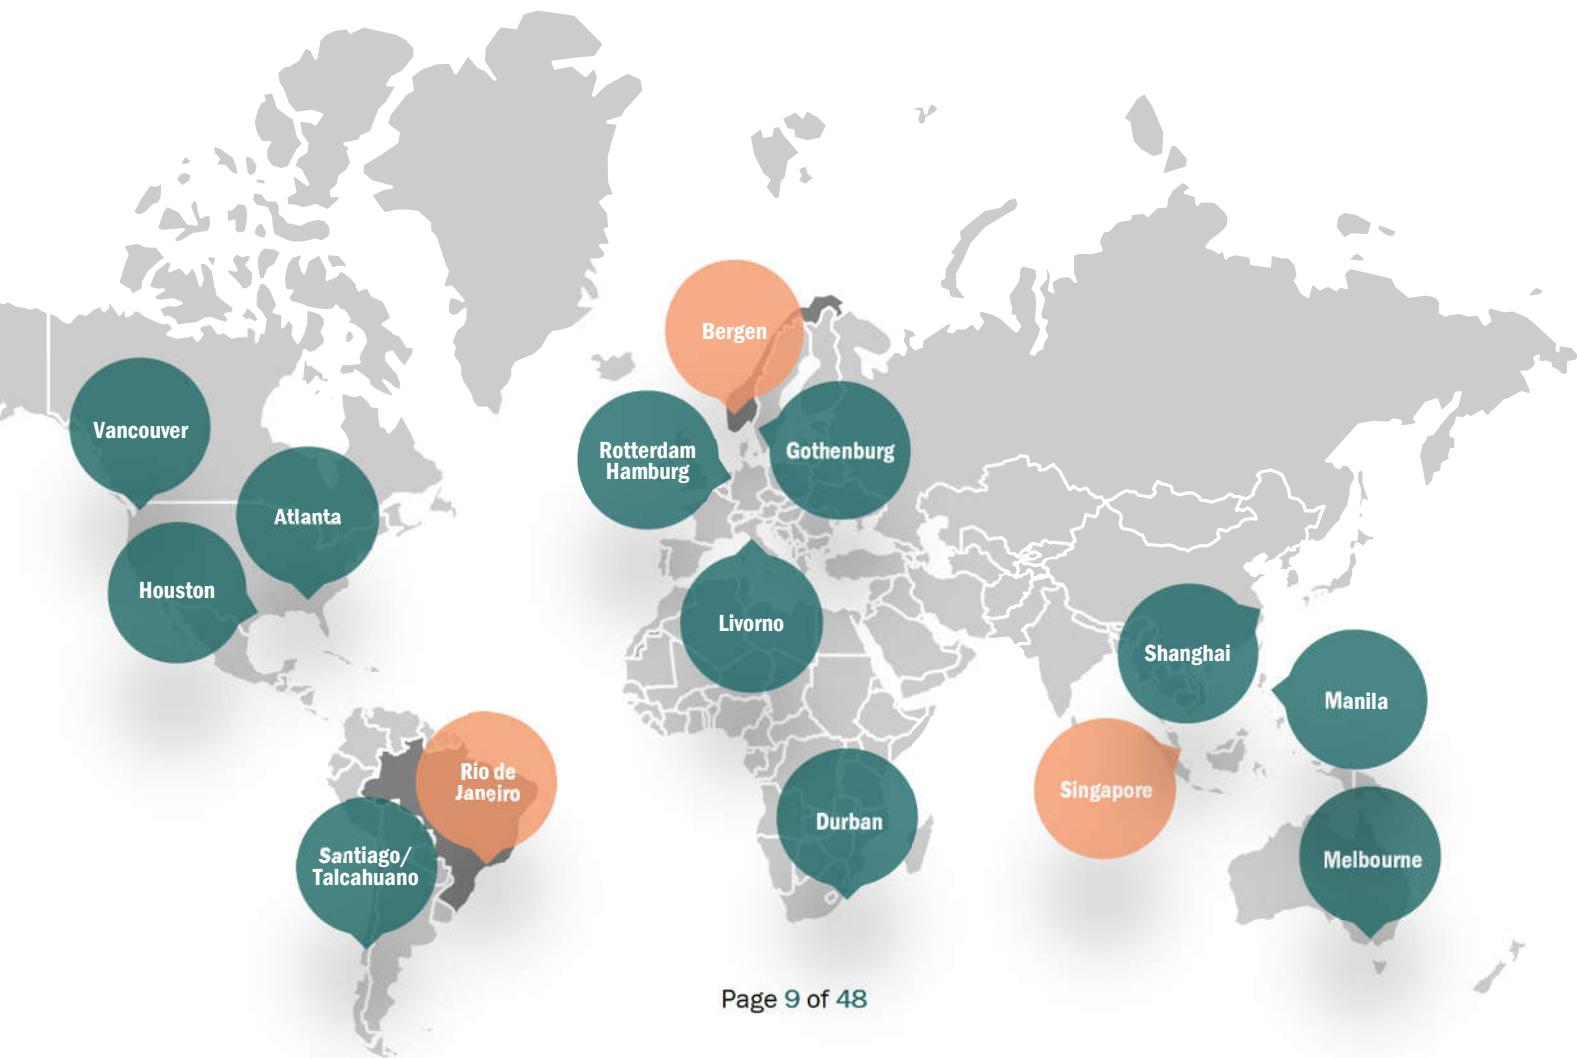 Bergen
Vancouver
Rotterdam
Hamburg
Gothenburg
Atlanta
Houston
Livorno
Shanghai
Manila
Rio de
Janeiro
Singapore
Durban
Santiago/
Talcahuano
Melbourne
Page 9 of 48